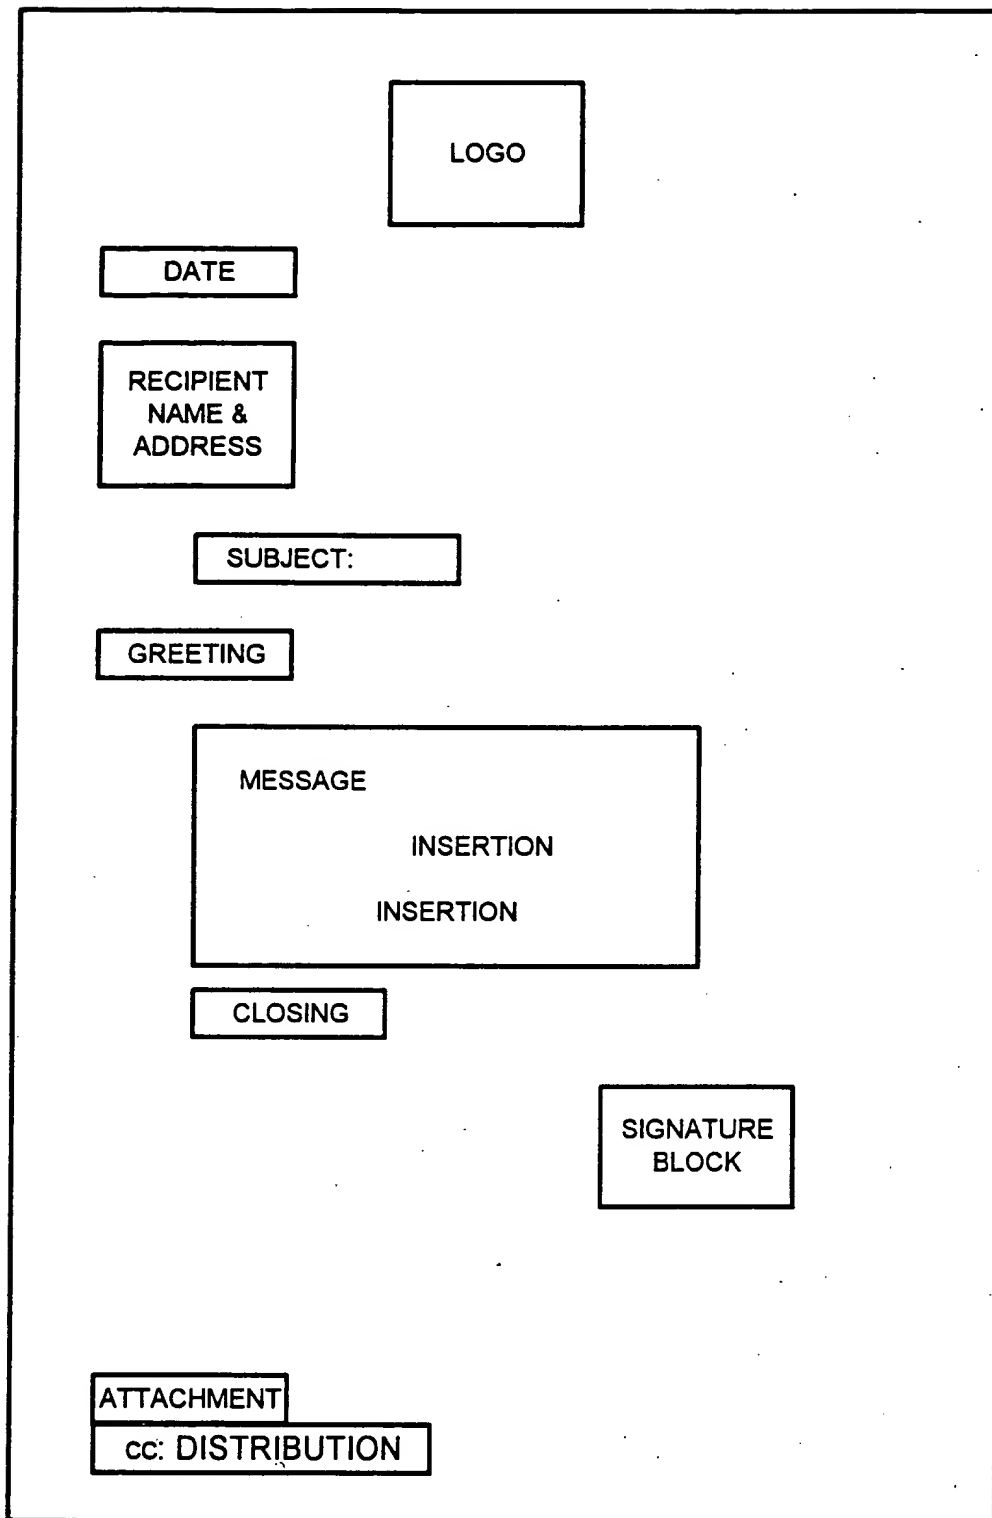 LOGO
DATE
RECIPIENT
NAME &
ADDRESS
SUBJECT:
GREETING
MESSAGE
INSERTION
INSERTION
CLOSING
SIGNATURE
BLOCK
ATTACHMENT
cc: DISTRIBUTION